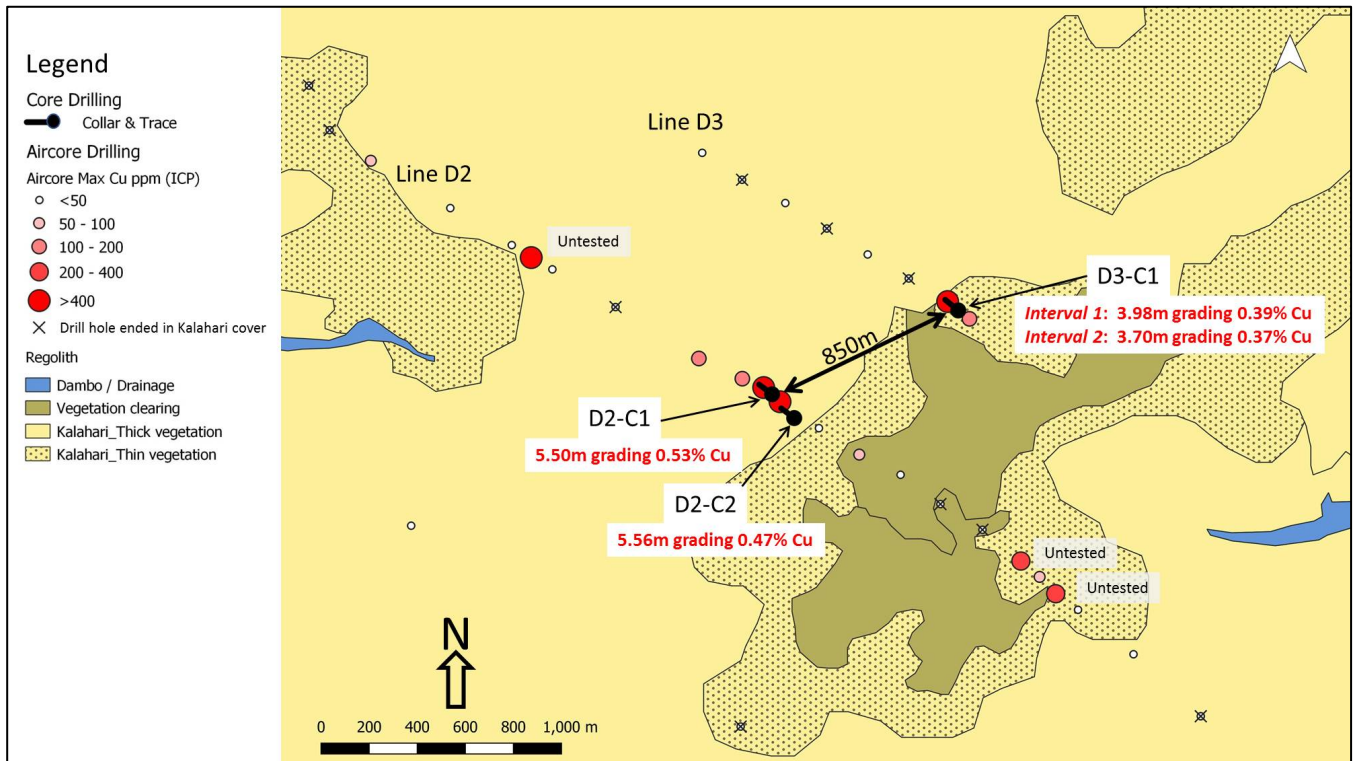 Legend
Core Drilling
Collar & Trace
Aircore Drilling
Aircore Max Cu ppm (ICP)
<50
50 - 100
100 - 200
200 - 400
>400
Drill hole ended in Kalahari cover
Regolith
Dambo / Drainage
Vegetation clearing
Kalahari_Thick vegetation
Kalahari_Thin vegetation
Line D3
Line D2
Untested
D3-C1
Interval 1: 3.98m grading 0.39% Cu
Interval 2: 3.70m grading 0.37% Cu
850m
D2-C1
5.50m grading 0.53% Cu
D2-C2
5.56m grading 0.47% Cu
Untested
Untested
N
0 200 400 600 800 1,000 m